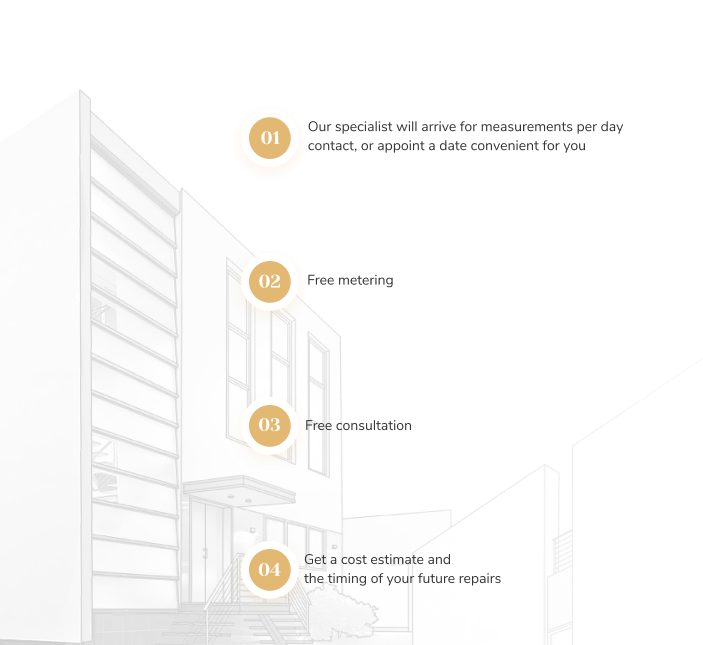 01
Our specialist will arrive for measurements per day
contact, or appoint a date convenient for you
02
Free metering
03
Free consultation
04
Get a cost estimate and
the timing of your future repairs